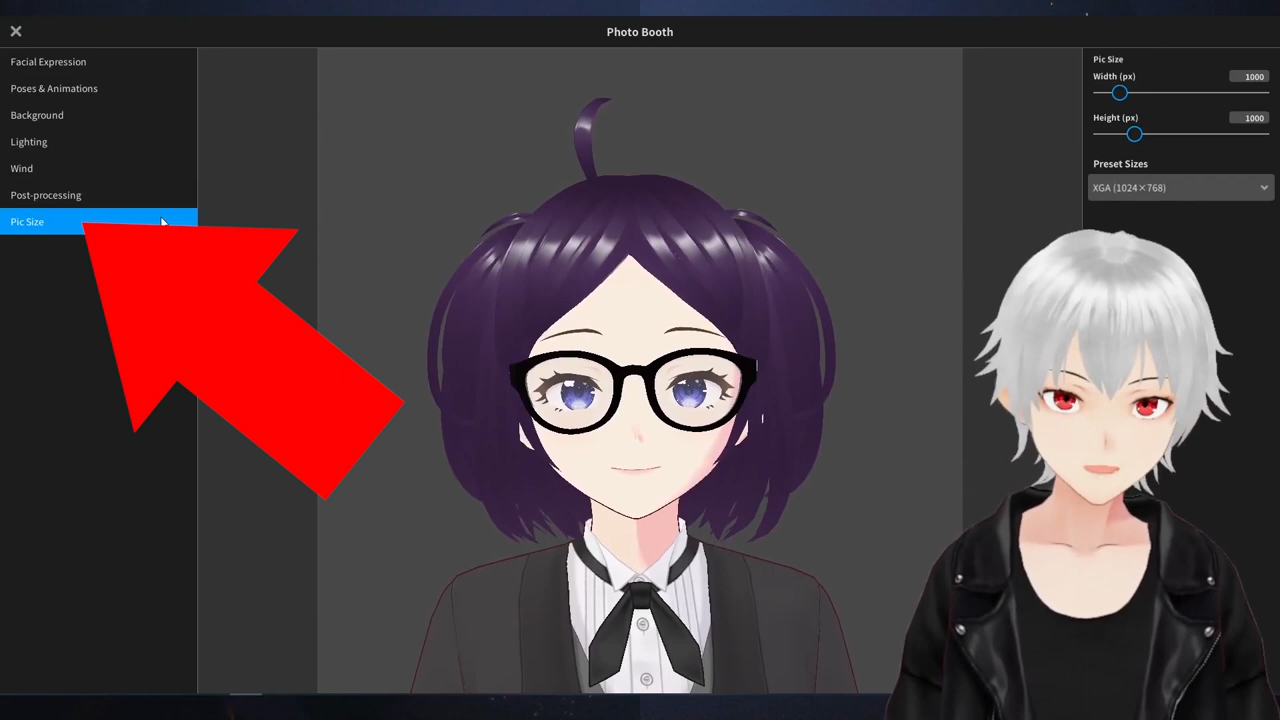 Photo Booth
Facial Expression
Poses & Animations
Background
Lighting
Wind
Post-processing
Pic Size
Pic Size
Width (px)
1000
Height (px)
1000
Preset Sizes
XGA (1024×768)